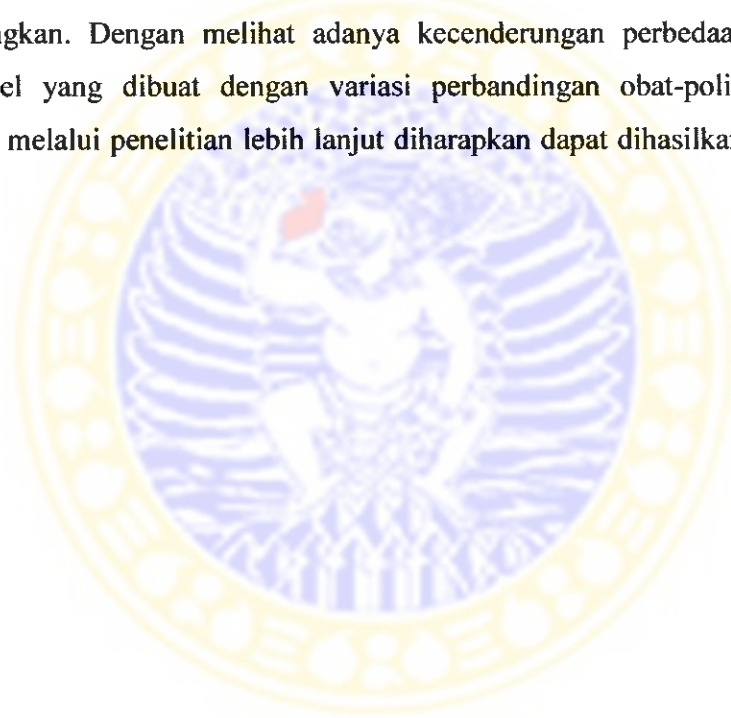 ngkan. Dengan melihat adanya kecenderungan perbedaa
el yang dibuat dengan variasi perbandingan obat-poli
melalui penelitian lebih lanjut diharapkan dapat dihasilka